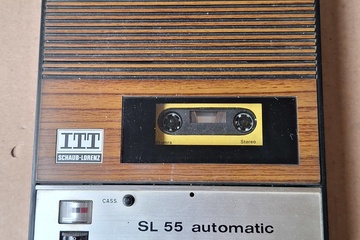 ITT
SCHAUB-LORENZ
Stereo
CASS
SL 55 automatic